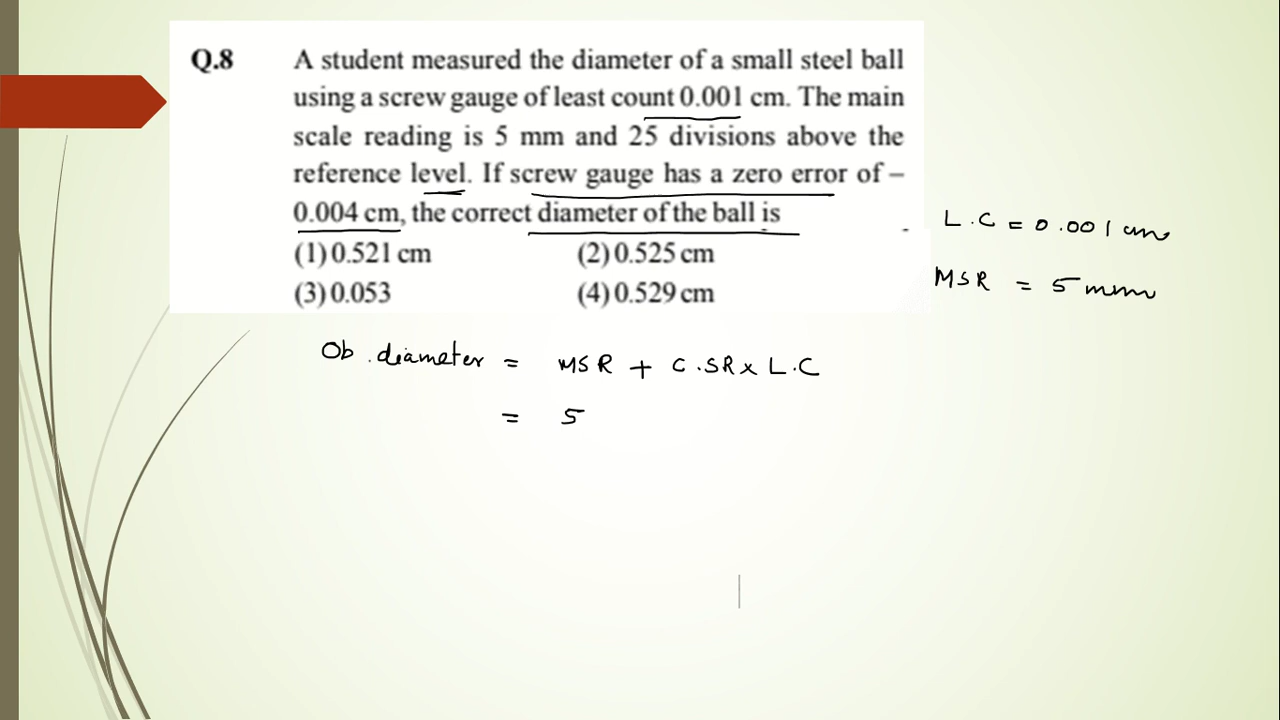 Q.8 A student measured the diameter of a small steel ball
using a screw gauge of least count 0.001 cm. The main
scale reading is 5 mm and 25 divisions above the
reference level. If screw gauge has a zero error of –
0.004 cm, the correct diameter of the ball is
(1) 0.521 cm (2) 0.525 cm
(3) 0.053 (4) 0.529 cm
L.C = 0.001 cm
MSR = 5 mm
Ob. diameter = MSR + C.SR x L.C
= 5